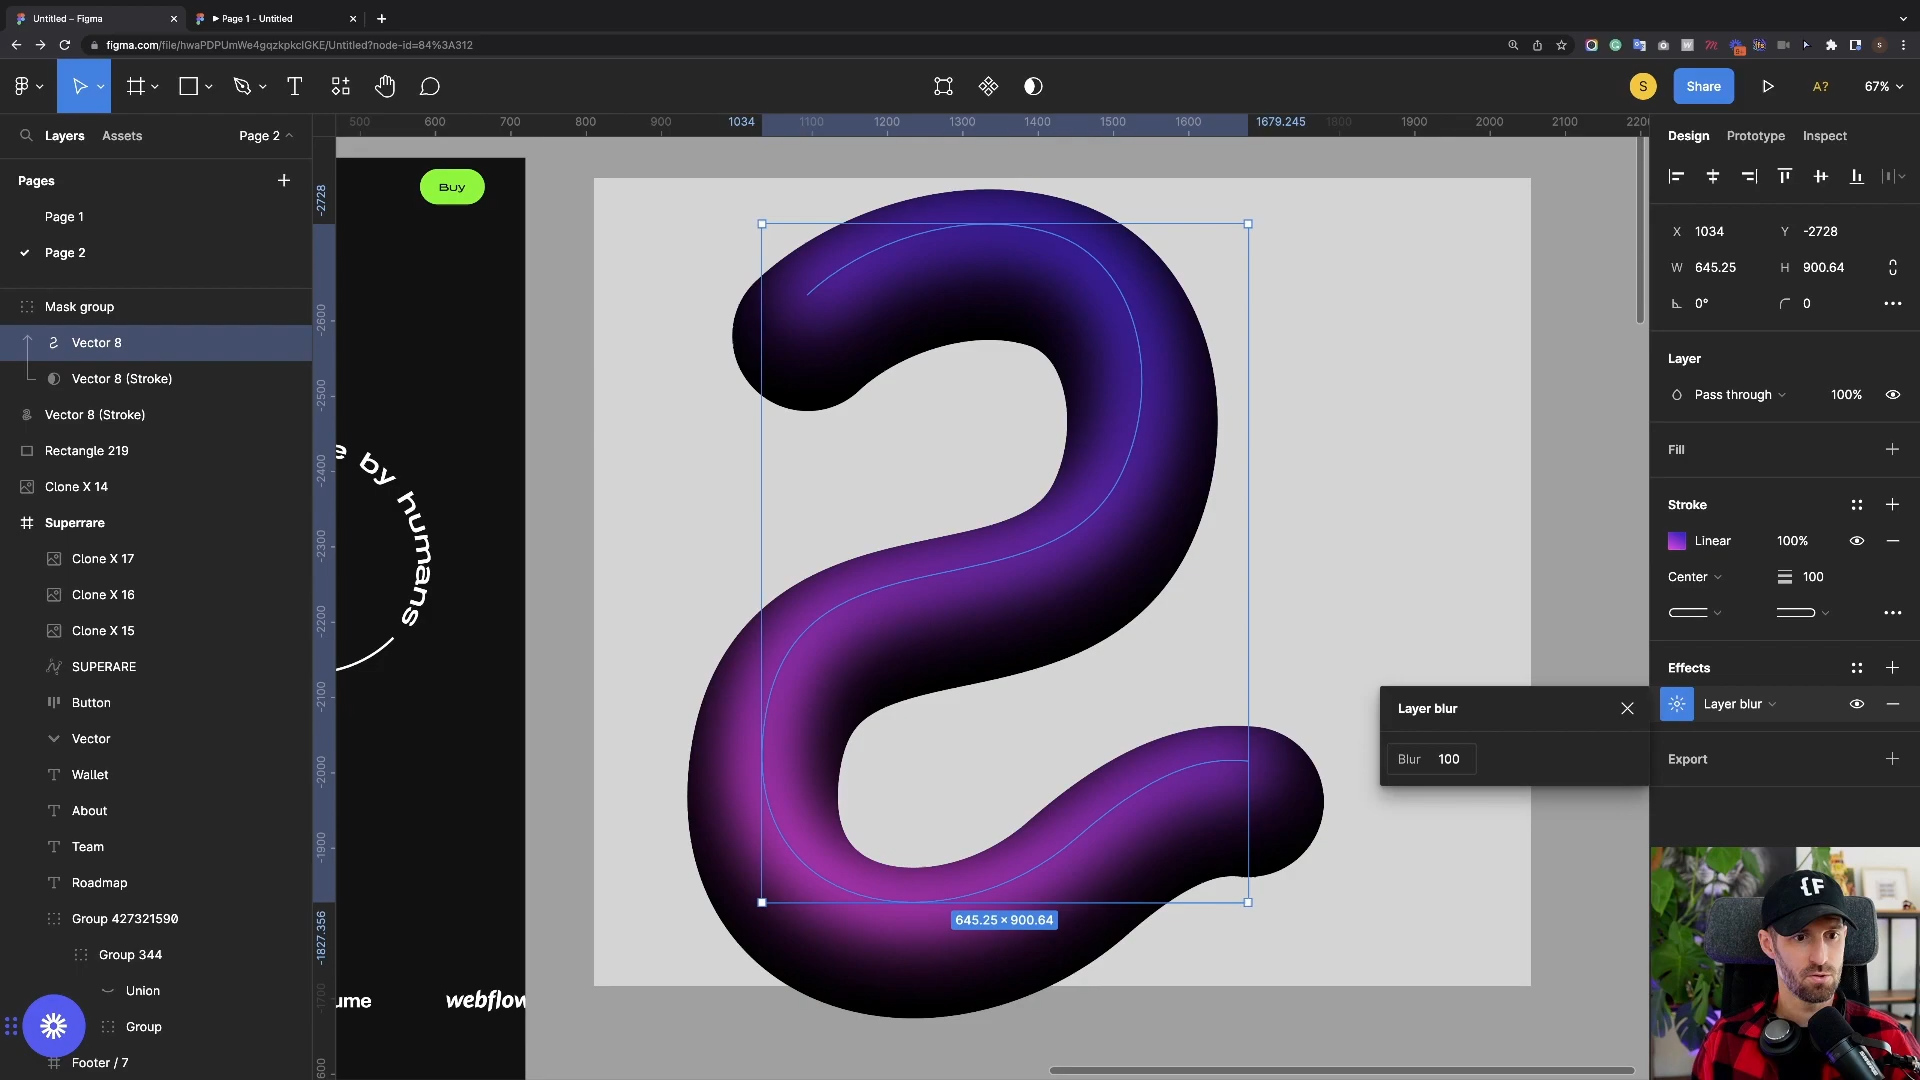 Untitled – Figma
Page 1 - Untitled
figma.com/file/hwaPDPUmWe4gqzkpkclGKE/Untitled?node-id=84%3A312
S
Share
A?
67%
Layers
Assets
Page 2
Pages
Page 1
Page 2
Mask group
Vector 8
Vector 8 (Stroke)
Vector 8 (Stroke)
Rectangle 219
Clone X 14
Superrare
Clone X 17
Clone X 16
Clone X 15
SUPERARE
Button
Vector
Wallet
About
Team
Roadmap
Group 427321590
Group 344
Union
Group
Footer / 7
500
600
700
800
900
1034
1100
1200
1300
1400
1500
1600
1679.245
1800
1900
2000
2100
-2728
-2600
-2500
-2400
-2300
-2200
-2100
-2000
-1900
-1827.356
-1700
Buy
e by humans
ume
webflow
645.25 × 900.64
Layer blur
Blur 100
Design
Prototype
Inspect
X 1034
Y -2728
W 645.25
H 900.64
0°
0
Layer
Pass through
100%
Fill
Stroke
Linear
100%
Center
100
Effects
Layer blur
Export
{F